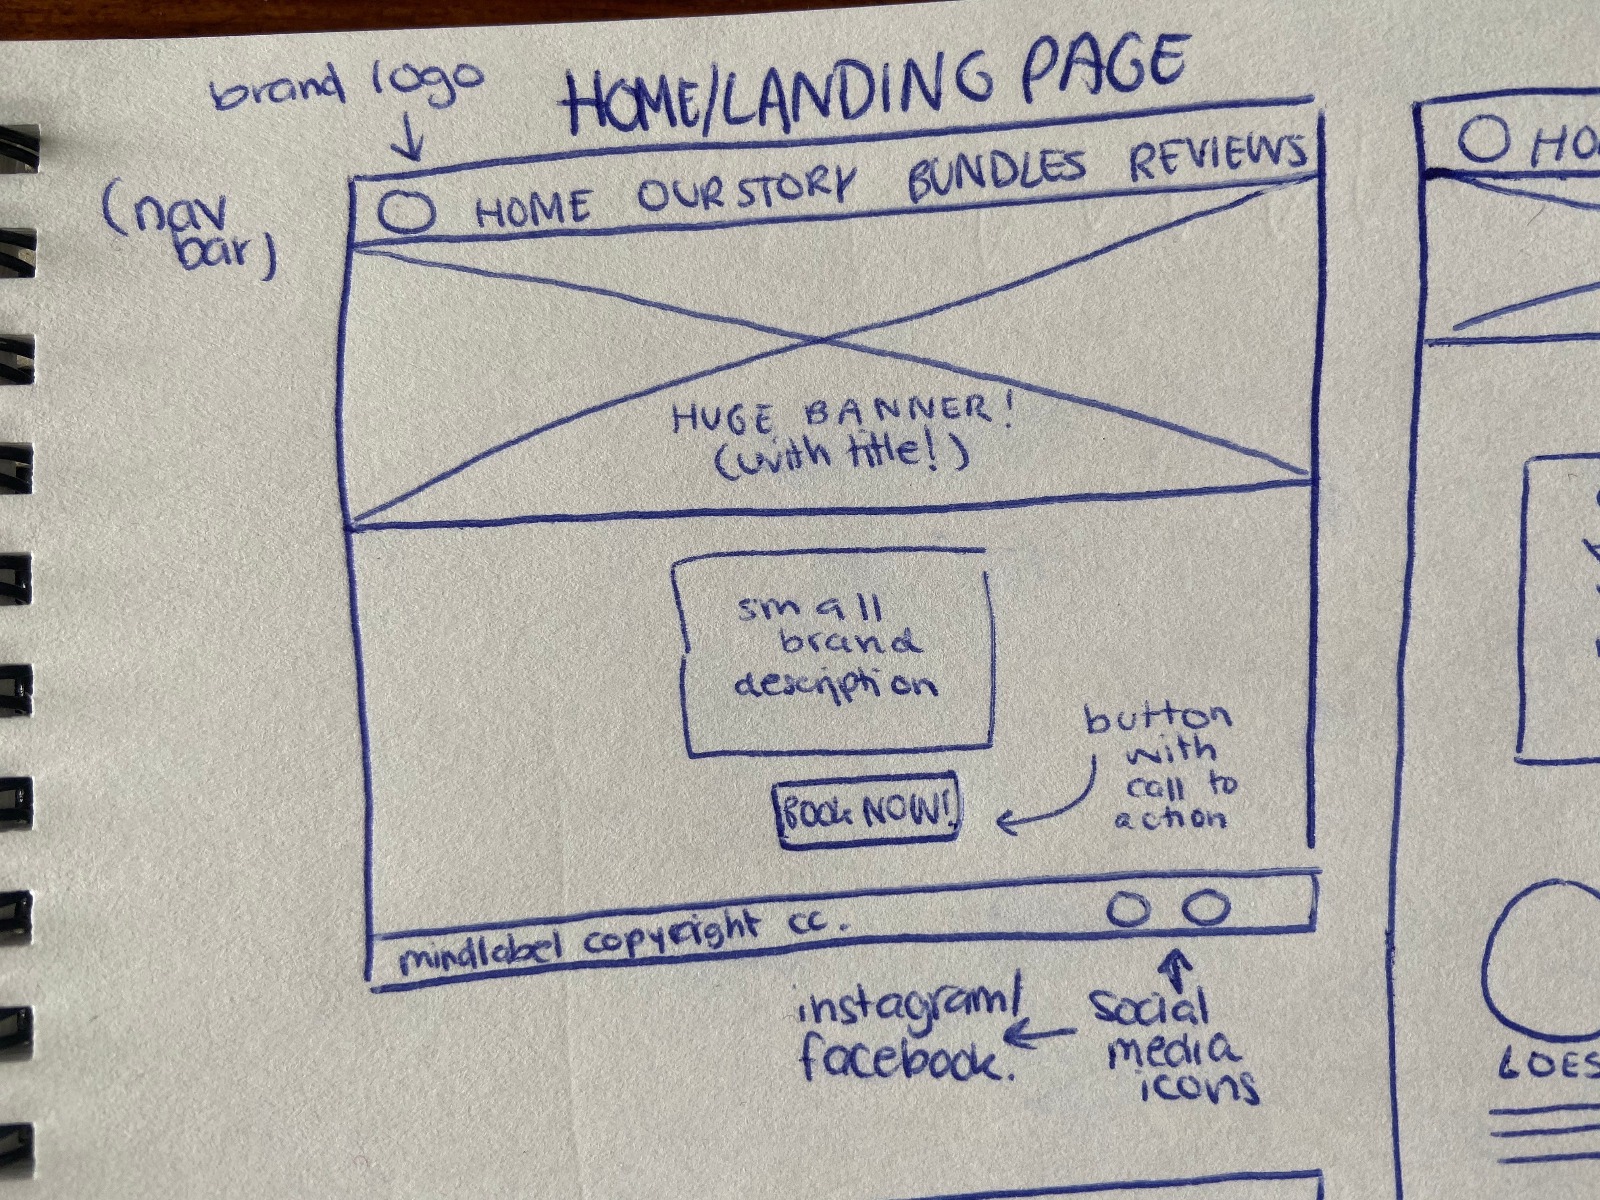 brand logo
HOME/LANDING PAGE
(nav
bar)
HOME OUR STORY BUNDLES REVIEWS
HUGE BANNER!
(with title!)
small
brand
description
button
with
call to
action
BOOK NOW!
mindlabel copyright cc.
instagram/
facebook.
social
media
icons
HO
LOES